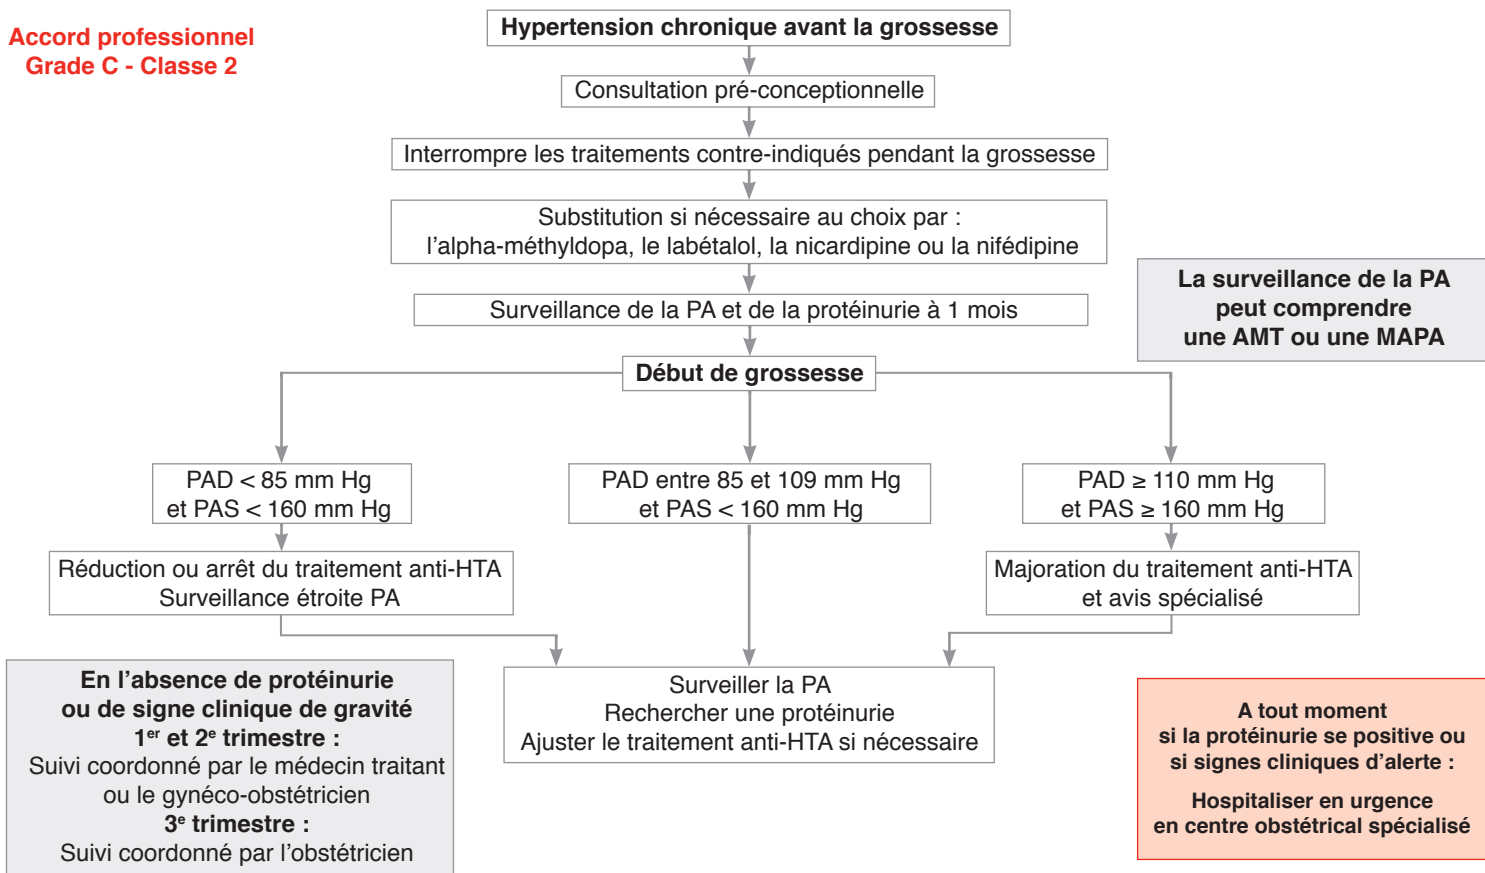 Accord professionnel
Grade C - Classe 2
Hypertension chronique avant la grossesse
Consultation pré-conceptionnelle
Interrompre les traitements contre-indiqués pendant la grossesse
Substitution si nécessaire au choix par :
l’alpha-méthyldopa, le labétalol, la nicardipine ou la nifédipine
Surveillance de la PA et de la protéinurie à 1 mois
La surveillance de la PA
peut comprendre
une AMT ou une MAPA
Début de grossesse
PAD < 85 mm Hg
et PAS < 160 mm Hg
PAD entre 85 et 109 mm Hg
et PAS < 160 mm Hg
PAD ≥ 110 mm Hg
et PAS ≥ 160 mm Hg
Réduction ou arrêt du traitement anti-HTA
Surveillance étroite PA
Majoration du traitement anti-HTA
et avis spécialisé
Surveiller la PA
Rechercher une protéinurie
Ajuster le traitement anti-HTA si nécessaire
En l’absence de protéinurie
ou de signe clinique de gravité
1er et 2e trimestre :
Suivi coordonné par le médecin traitant
ou le gynéco-obstétricien
3e trimestre :
Suivi coordonné par l’obstétricien
A tout moment
si la protéinurie se positive ou
si signes cliniques d’alerte :
Hospitaliser en urgence
en centre obstétrical spécialisé